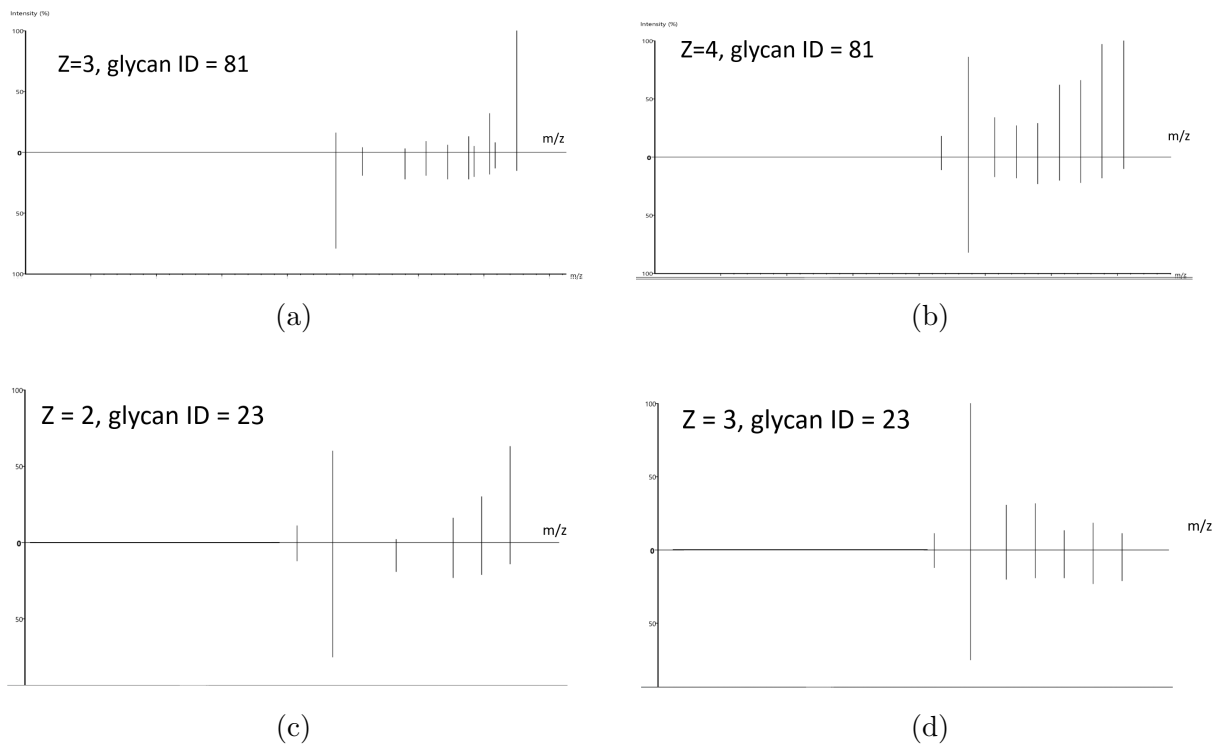 Intensity (%)
100
Z=3, glycan ID = 81
50
m/z
0
50
100
m/z
(a)
Intensity (%)
100
Z=4, glycan ID = 81
50
m/z
0
50
100
m/z
(b)
100
Z = 2, glycan ID = 23
50
m/z
0
50
(c)
100
Z = 3, glycan ID = 23
50
m/z
0
50
(d)